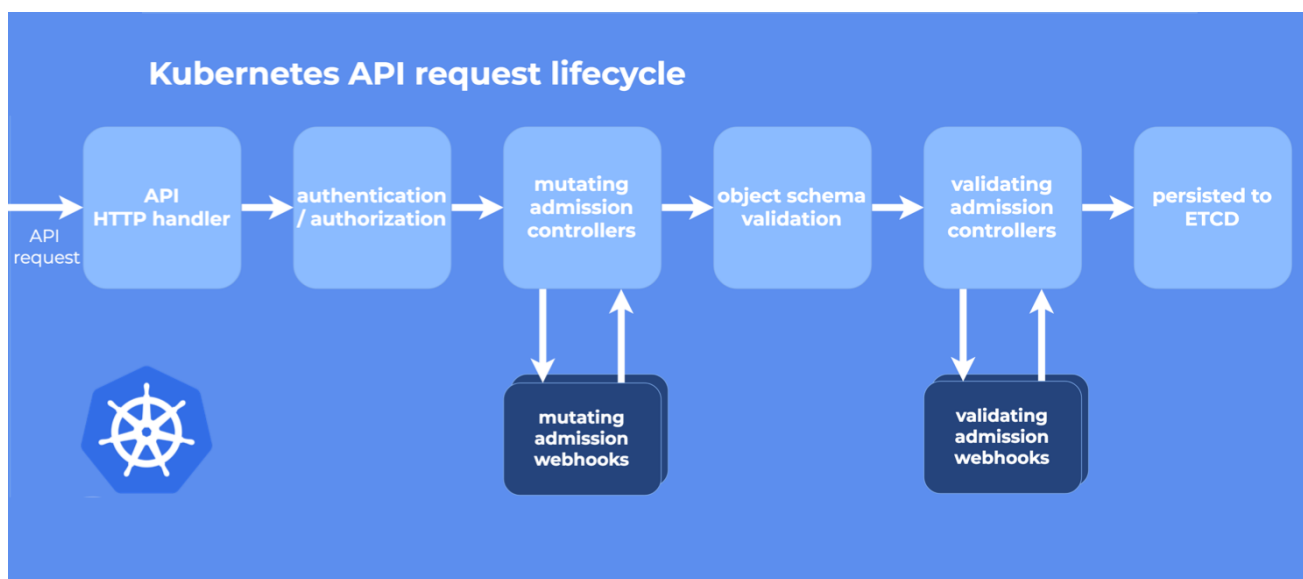 Kubernetes API request lifecycle
API
request
API
HTTP handler
authentication
/ authorization
mutating
admission
controllers
object schema
validation
validating
admission
controllers
persisted to
ETCD
mutating
admission
webhooks
validating
admission
webhooks